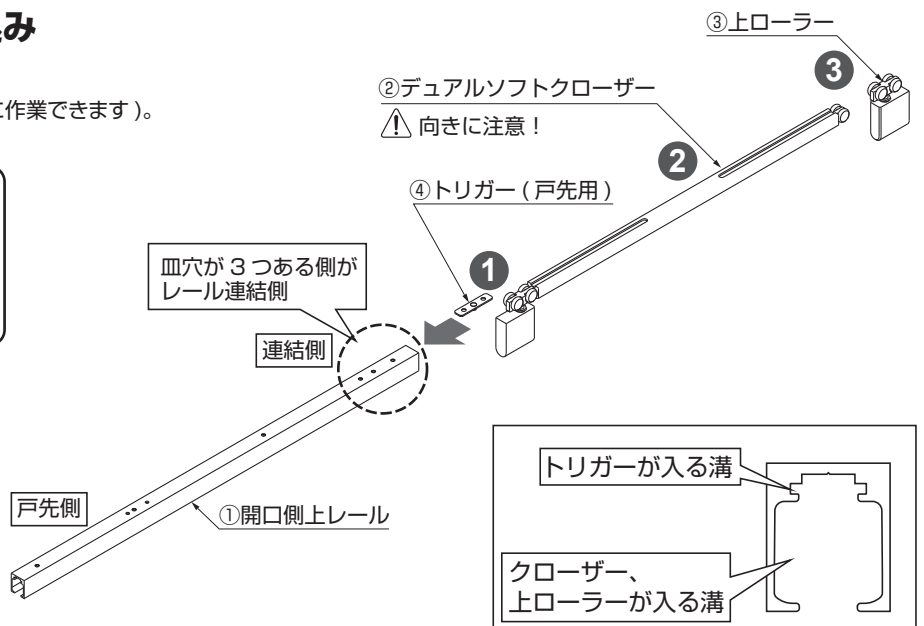 み
作業できます)。
③上ローラー
3
②デュアルソフトクローザー
向きに注意！
2
④トリガー(戸先用)
1
皿穴が3つある側が
レール連結側
連結側
戸先側
①開口側上レール
トリガーが入る溝
クローザー、
上ローラーが入る溝